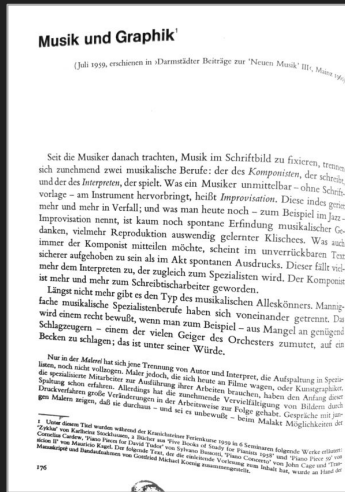 Musik und Graphik¹
(Juli 1959, erschienen in ›Darmstädter Beiträge zur 'Neuen Musik' III‹, Mainz 1960)
Seit die Musiker danach trachten, Musik im Schriftbild zu fixieren, trennen
sich zunehmend zwei musikalische Berufe: der des Komponisten, der schreibt,
und der des Interpreten, der spielt. Was ein Musiker unmittelbar – ohne Schrift-
vorlage – am Instrument hervorbringt, heißt Improvisation. Diese indes geriet
mehr und mehr in Verfall; und was man heute noch – zum Beispiel im Jazz –
Improvisation nennt, ist kaum noch spontane Erfindung musikalischer Ge-
danken, vielmehr Reproduktion auswendig gelernter Klischees. Was auch
immer der Komponist mitteilen möchte, scheint im unverrückbaren Text
sicherer aufgehoben zu sein als im Akt spontanen Ausdrucks. Dieser fällt viel-
mehr dem Interpreten zu, der zugleich zum Spezialisten wird. Der Komponist
ist mehr und mehr zum Schreibtischarbeiter geworden.
Längst nicht mehr gibt es den Typ des musikalischen Alleskönners. Mannig-
fache musikalische Spezialistenberufe haben sich voneinander getrennt. Das
wird einem recht bewußt, wenn man zum Beispiel – aus Mangel an genügend
Schlagzeugern – einem der vielen Geiger des Orchesters zumutet, auf ein
Becken zu schlagen; das ist unter seiner Würde.
Nur in der Malerei hat sich jene Trennung von Autor und Interpret, die Aufspaltung in Spezia-
listen, noch nicht vollzogen. Maler jedoch, die sich heute an Filme wagen, oder Kunstgraphiker,
die spezialisierte Mitarbeiter zur Ausführung ihrer Arbeiten brauchen, haben den Anfang dieser
Spaltung schon erfahren. Allerdings hat die zunehmende Vervielfältigung von Bildern durch
Druckverfahren große Veränderungen in der Arbeitsweise zur Folge gehabt. Gespräche mit jun-
gen Malern zeigen, daß sie durchaus – und sei es unbewußt – beim Malakt Möglichkeiten der
1 Unter diesem Titel wurden während der Kranichsteiner Ferienkurse 1959 in 6 Seminaren folgende Werke erläutert:
'Zyklus' von Karlheinz Stockhausen, 2 Bücher aus 'Five Books of Study for Pianists 1958' und 'Piano Piece 59' von
Cornelius Cardew, 'Piano Pieces for David Tudor' von Sylvano Bussotti, 'Piano Concerto' von John Cage und 'Tran-
sición II' von Mauricio Kagel. Der folgende Text, der die einleitende Vorlesung zum Inhalt hat, wurde an Hand der
Manuskript und Bandaufnahmen von Gottfried Michael Koenig zusammengestellt.
176